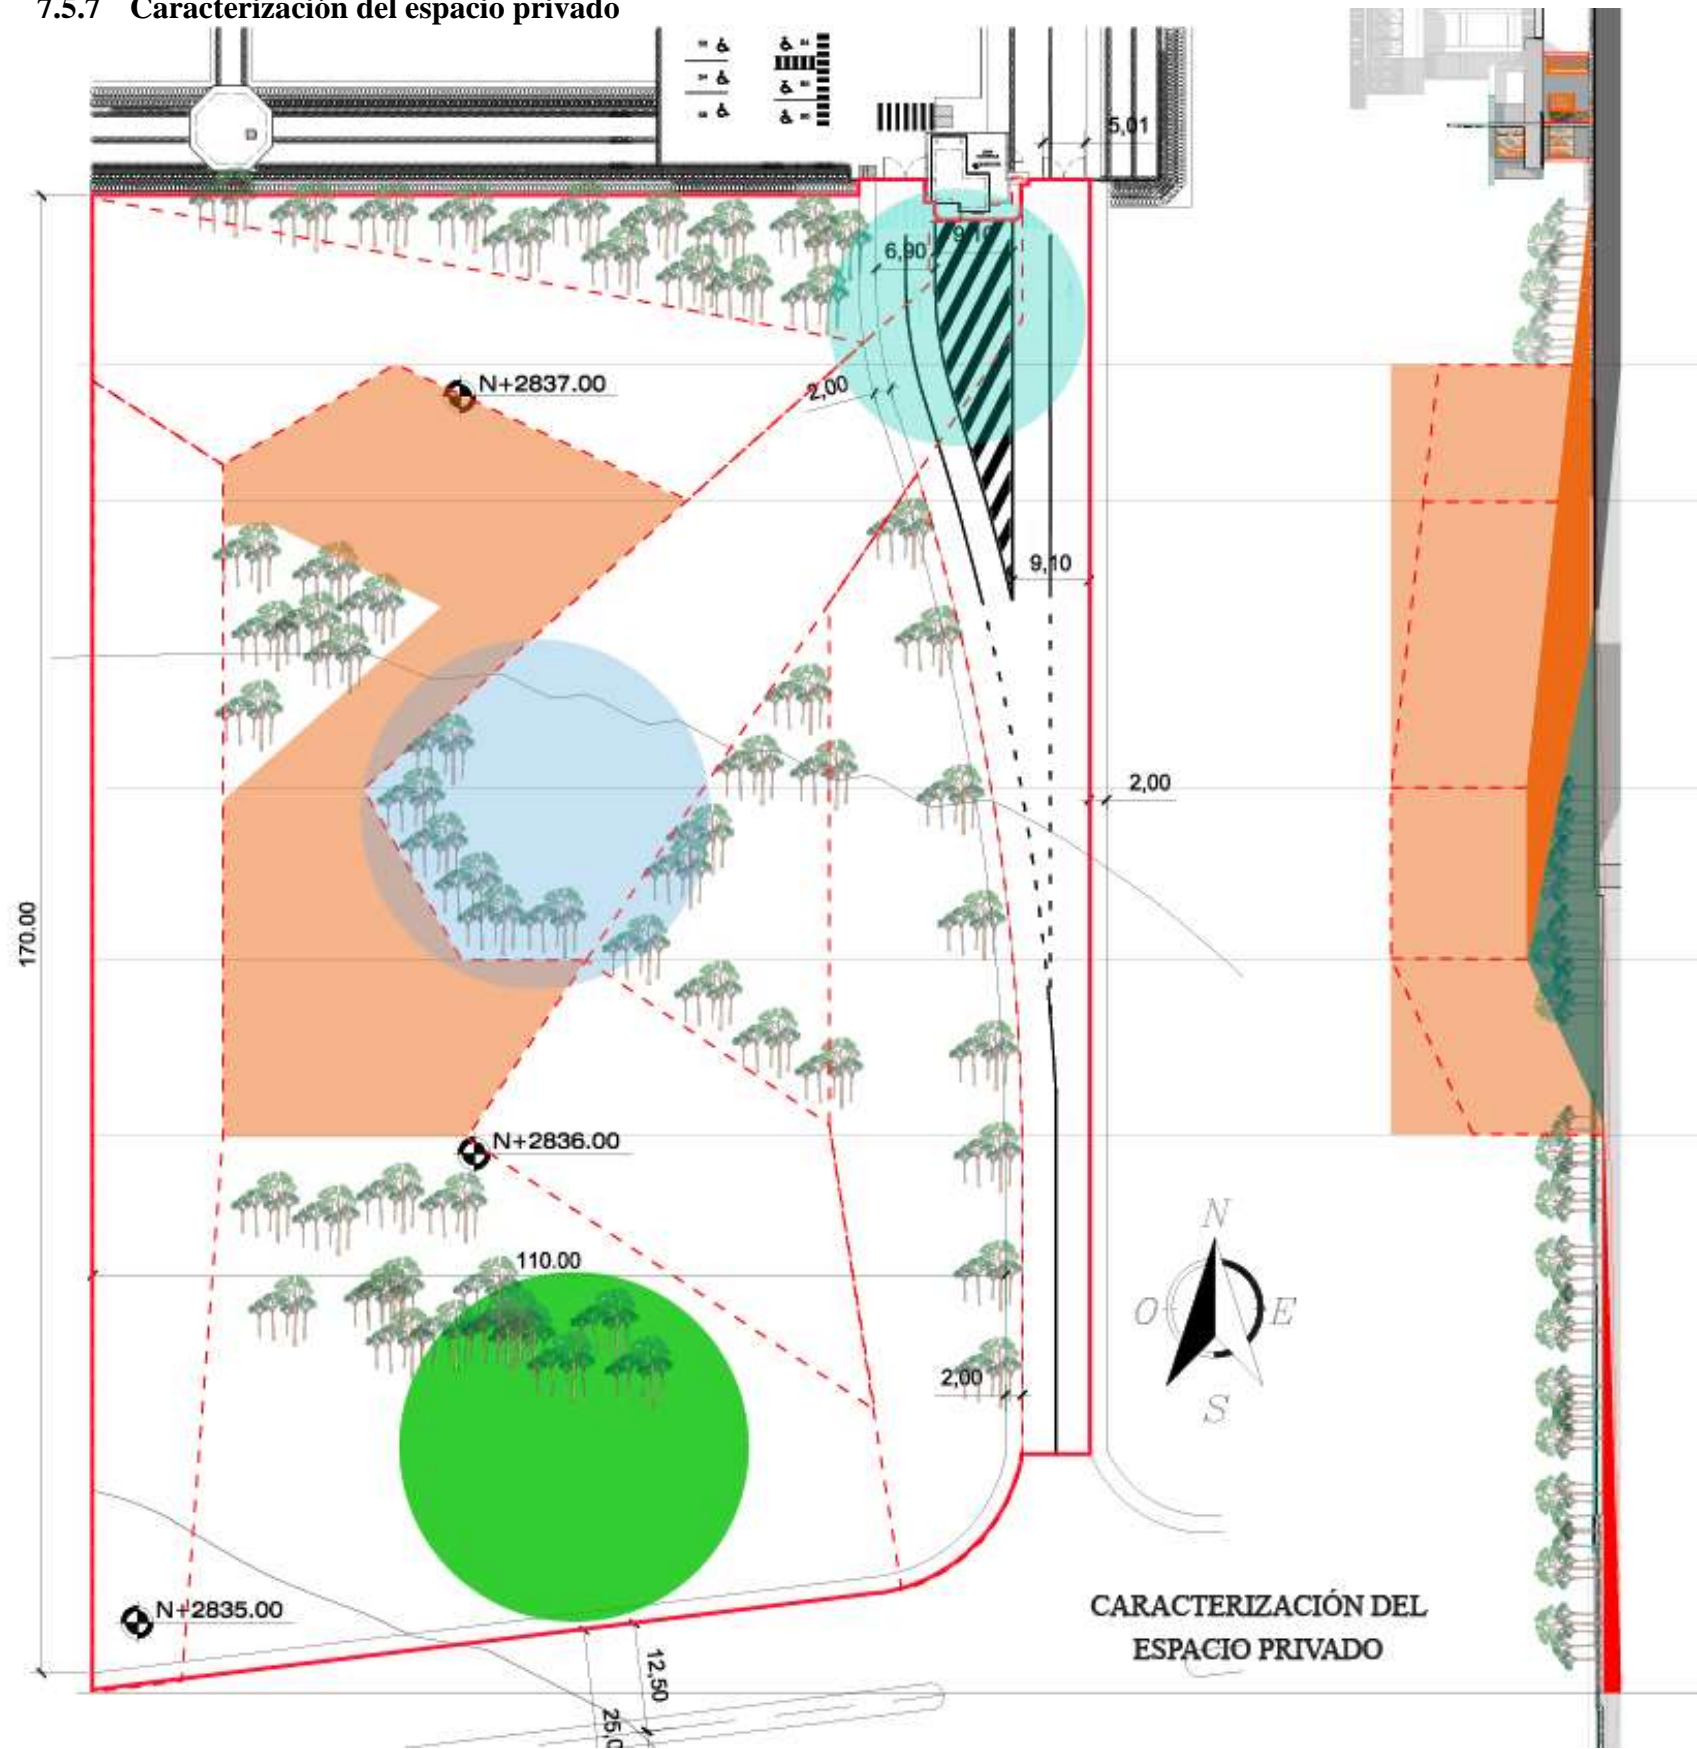 7.5.7 Caracterización del espacio privado
5,01
9,10
6,90
N+2837.00
2,00
9,10
2,00
170.00
N+2836.00
N
110.00
O
E
2,00
S
N+2835.00
CARACTERIZACIÓN DEL
ESPACIO PRIVADO
12,50